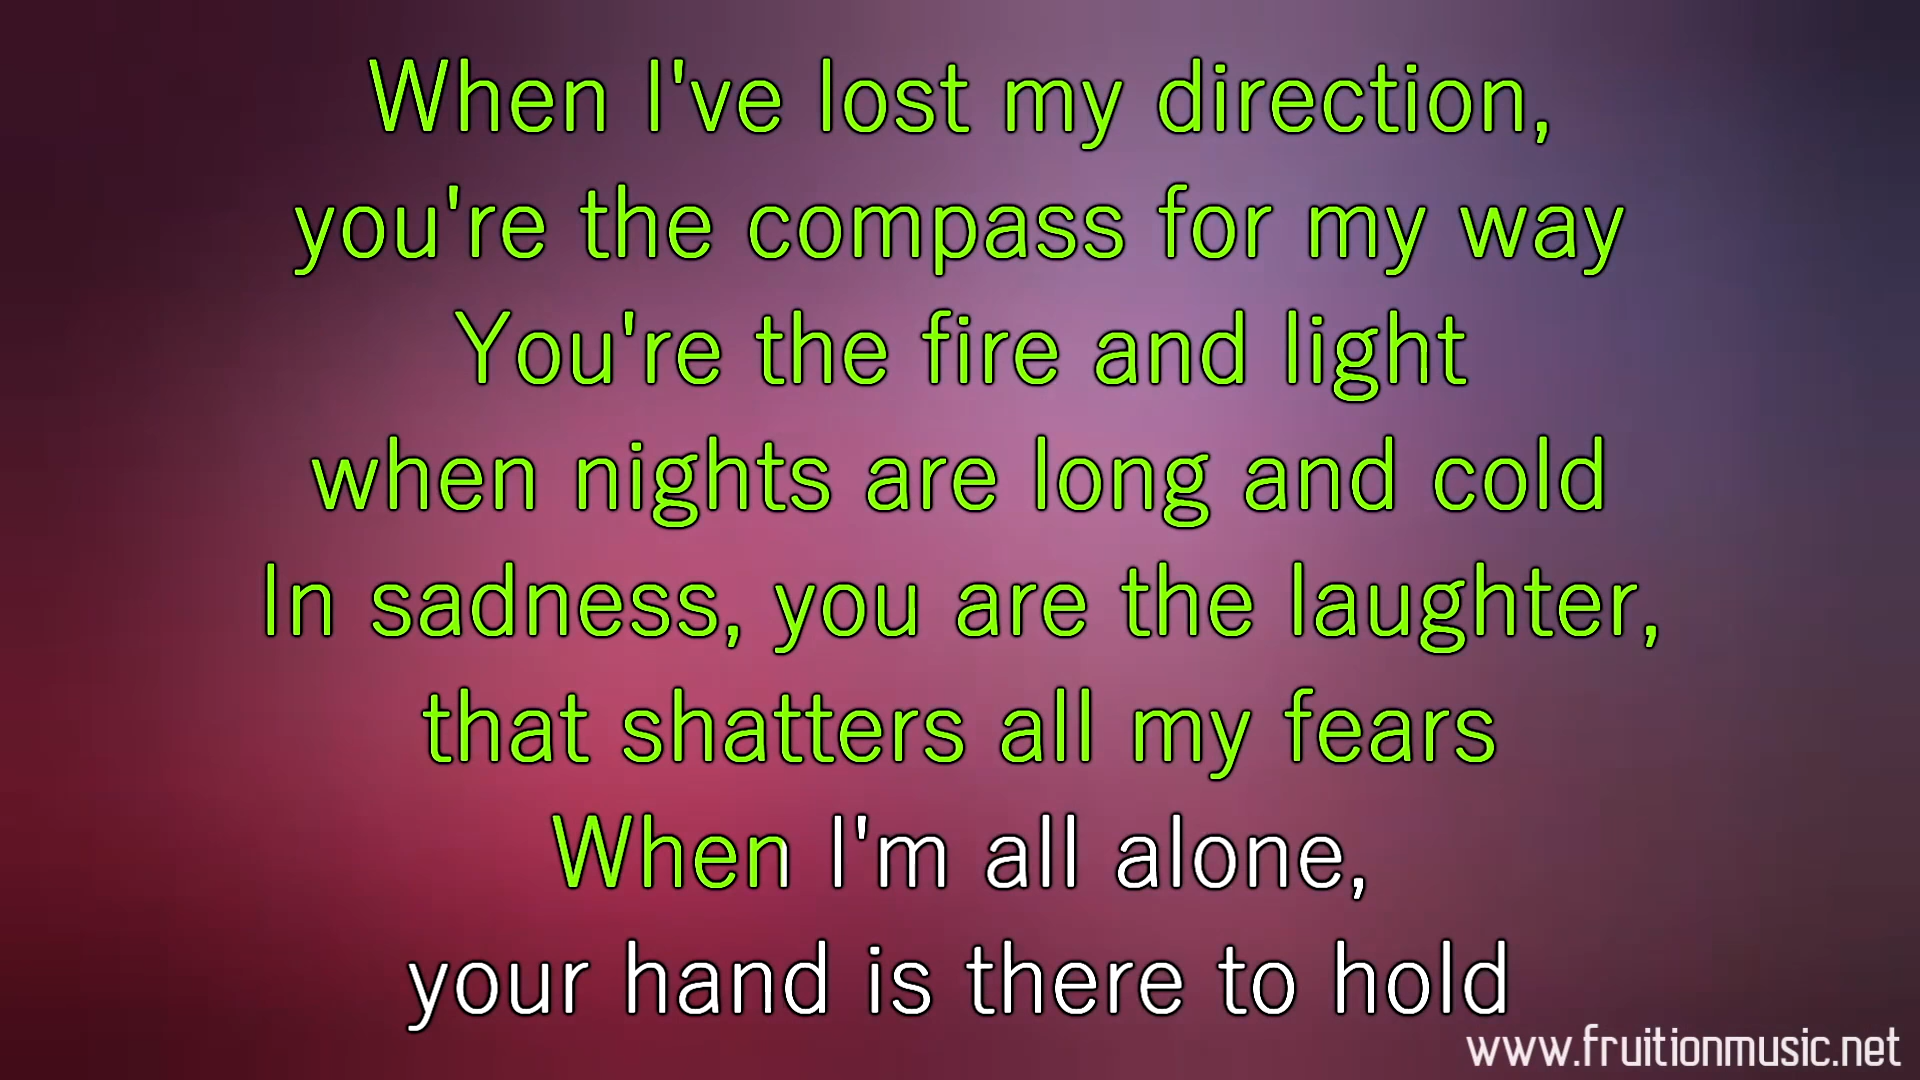 When I've lost my direction,
you're the compass for my way
You're the fire and light
when nights are long and cold
In sadness, you are the laughter,
that shatters all my fears
When I'm all alone,
your hand is there to hold
www.fruitionmusic.net